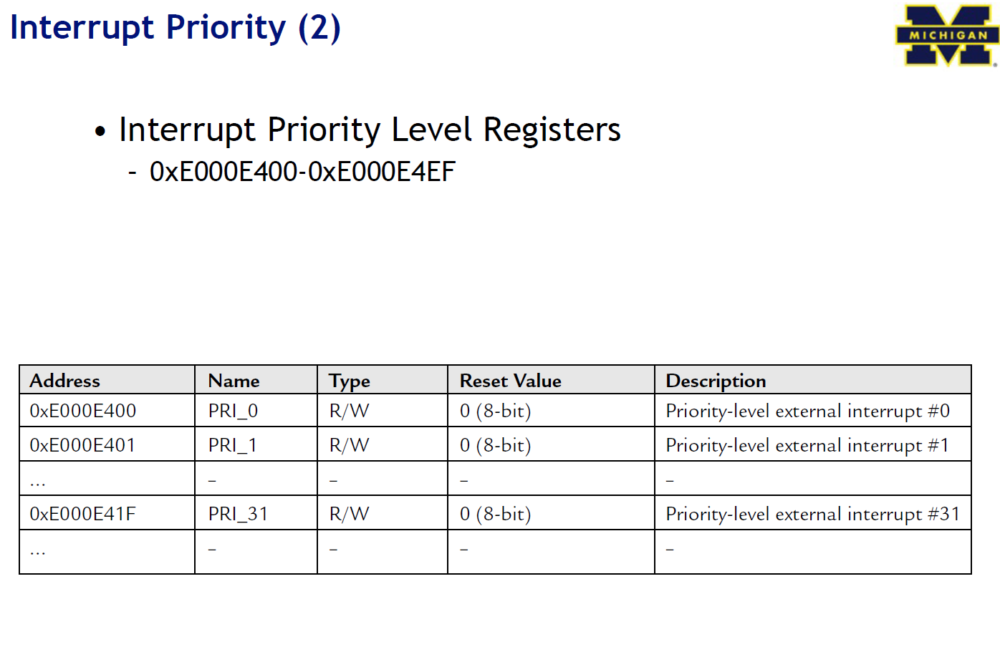 Interrupt Priority (2)
MICHIGAN
• Interrupt Priority Level Registers
- 0xE000E400-0xE000E4EF
Address Name Type Reset Value Description
0xE000E400 PRI_0 R/W 0 (8-bit) Priority-level external interrupt #0
0xE000E401 PRI_1 R/W 0 (8-bit) Priority-level external interrupt #1
... – – – –
0xE000E41F PRI_31 R/W 0 (8-bit) Priority-level external interrupt #31
... – – – –